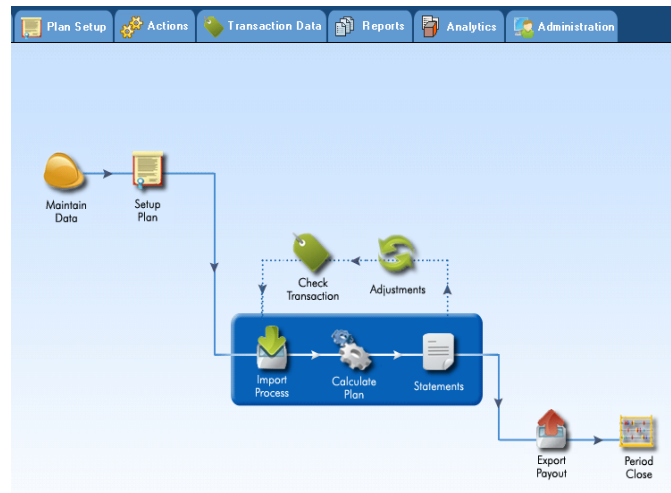 Plan Setup
Actions
Transaction Data
Reports
Analytics
Administration
Maintain
Data
Setup
Plan
Check
Transaction
Adjustments
Import
Process
Calculate
Plan
Statements
Export
Payout
Period
Close